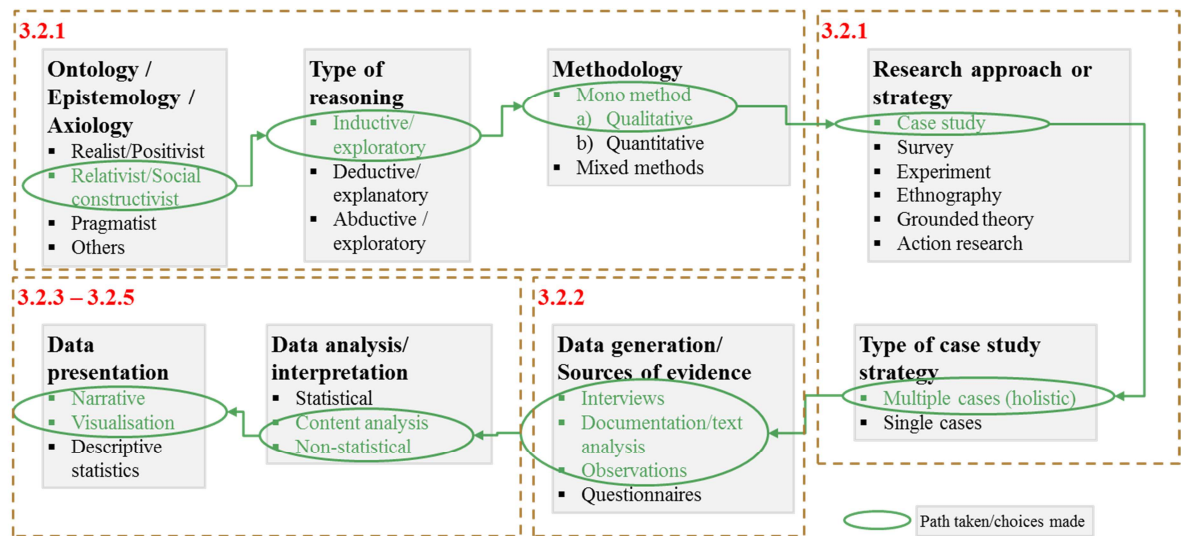 3.2.1
Ontology /
Epistemology /
Axiology
▪ Realist/Positivist
▪ Relativist/Social
constructivist
▪ Pragmatist
▪ Others
Type of
reasoning
▪ Inductive/
exploratory
▪ Deductive/
explanatory
▪ Abductive /
exploratory
Methodology
▪ Mono method
a) Qualitative
b) Quantitative
▪ Mixed methods
3.2.1
Research approach or
strategy
▪ Case study
▪ Survey
▪ Experiment
▪ Ethnography
▪ Grounded theory
▪ Action research
Type of case study
strategy
▪ Multiple cases (holistic)
▪ Single cases
3.2.2
Data generation/
Sources of evidence
▪ Interviews
▪ Documentation/text
analysis
▪ Observations
▪ Questionnaires
3.2.3 – 3.2.5
Data analysis/
interpretation
▪ Statistical
▪ Content analysis
▪ Non-statistical
Data
presentation
▪ Narrative
▪ Visualisation
▪ Descriptive
statistics
Path taken/choices made